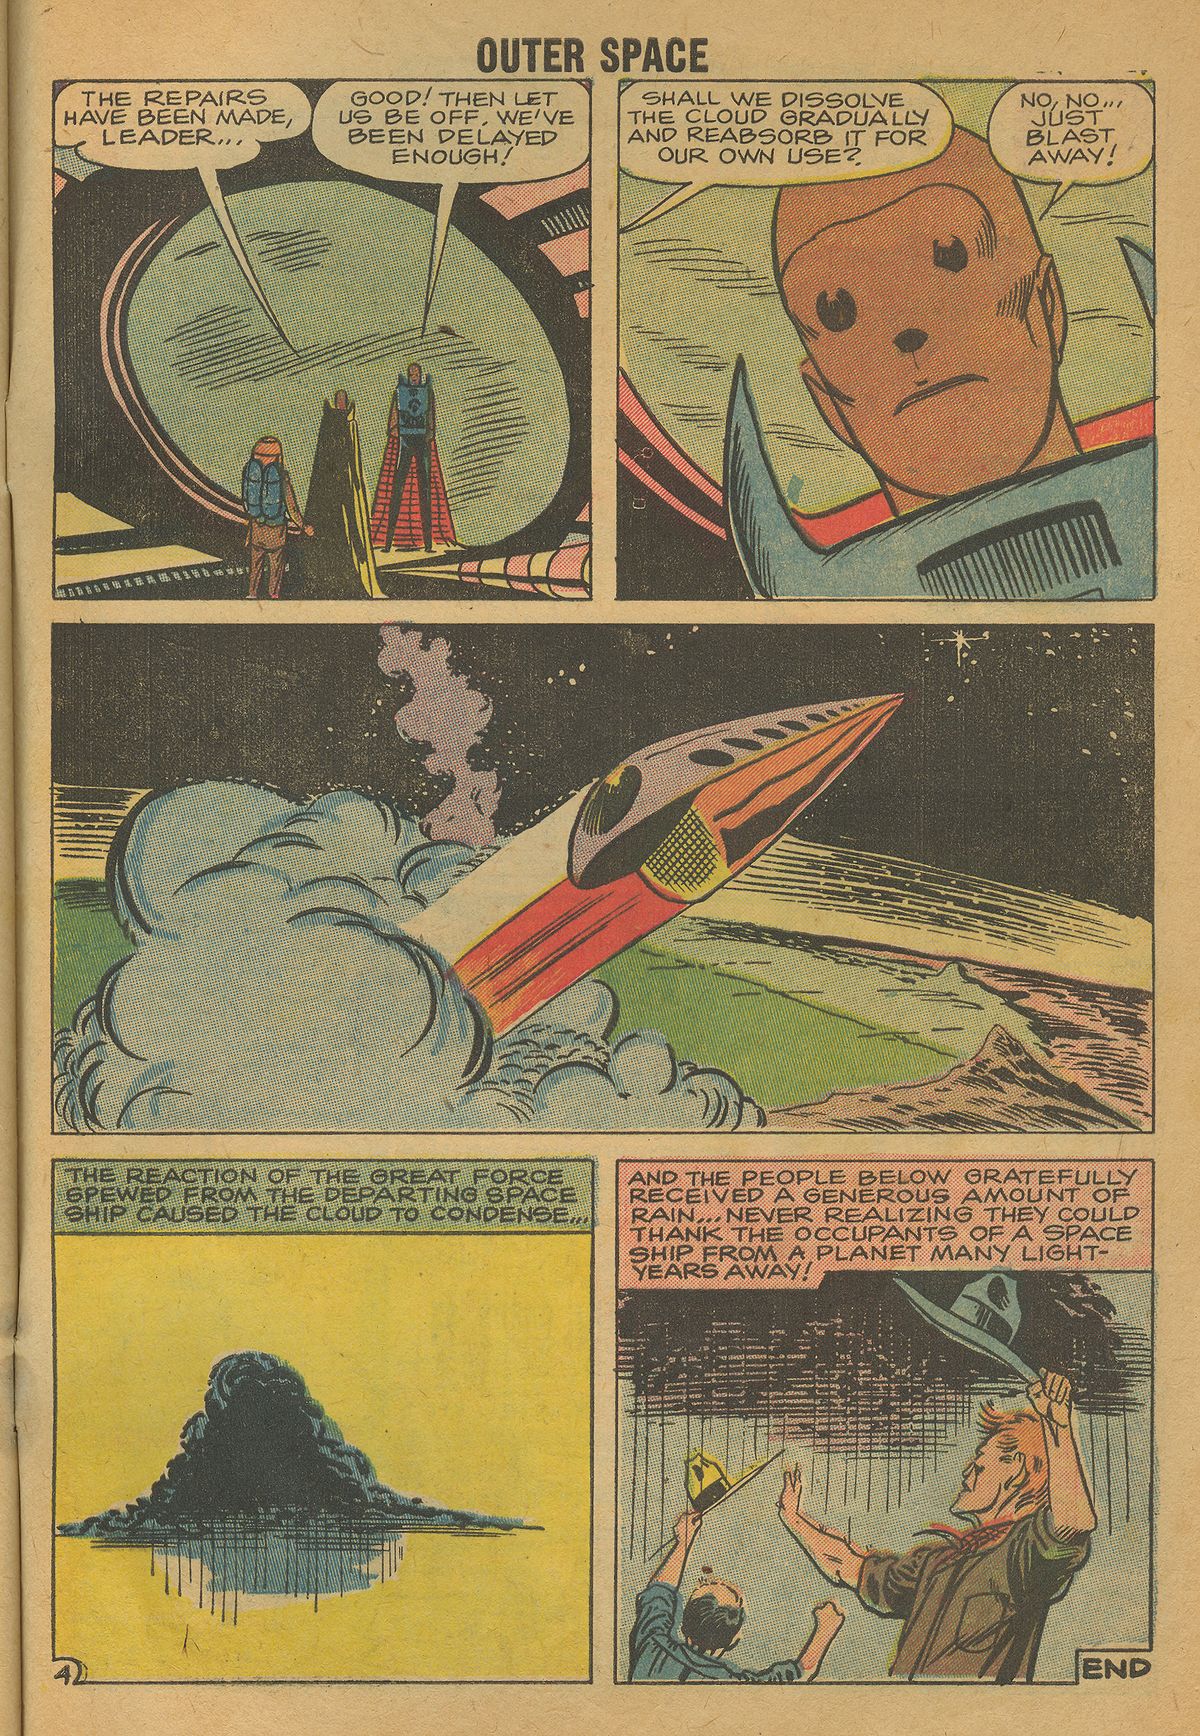 OUTER SPACE
THE REPAIRS
HAVE BEEN MADE,
LEADER...
GOOD! THEN LET
US BE OFF. WE'VE
BEEN DELAYED
ENOUGH!
SHALL WE DISSOLVE
THE CLOUD GRADUALLY
AND REABSORB IT FOR
OUR OWN USE?
NO, NO...
JUST
BLAST
AWAY!
THE REACTION OF THE GREAT FORCE
SPEWED FROM THE DEPARTING SPACE
SHIP CAUSED THE CLOUD TO CONDENSE...
AND THE PEOPLE BELOW GRATEFULLY
RECEIVED A GENEROUS AMOUNT OF
RAIN... NEVER REALIZING THEY COULD
THANK THE OCCUPANTS OF A SPACE
SHIP FROM A PLANET MANY LIGHT-
YEARS AWAY!
4
END